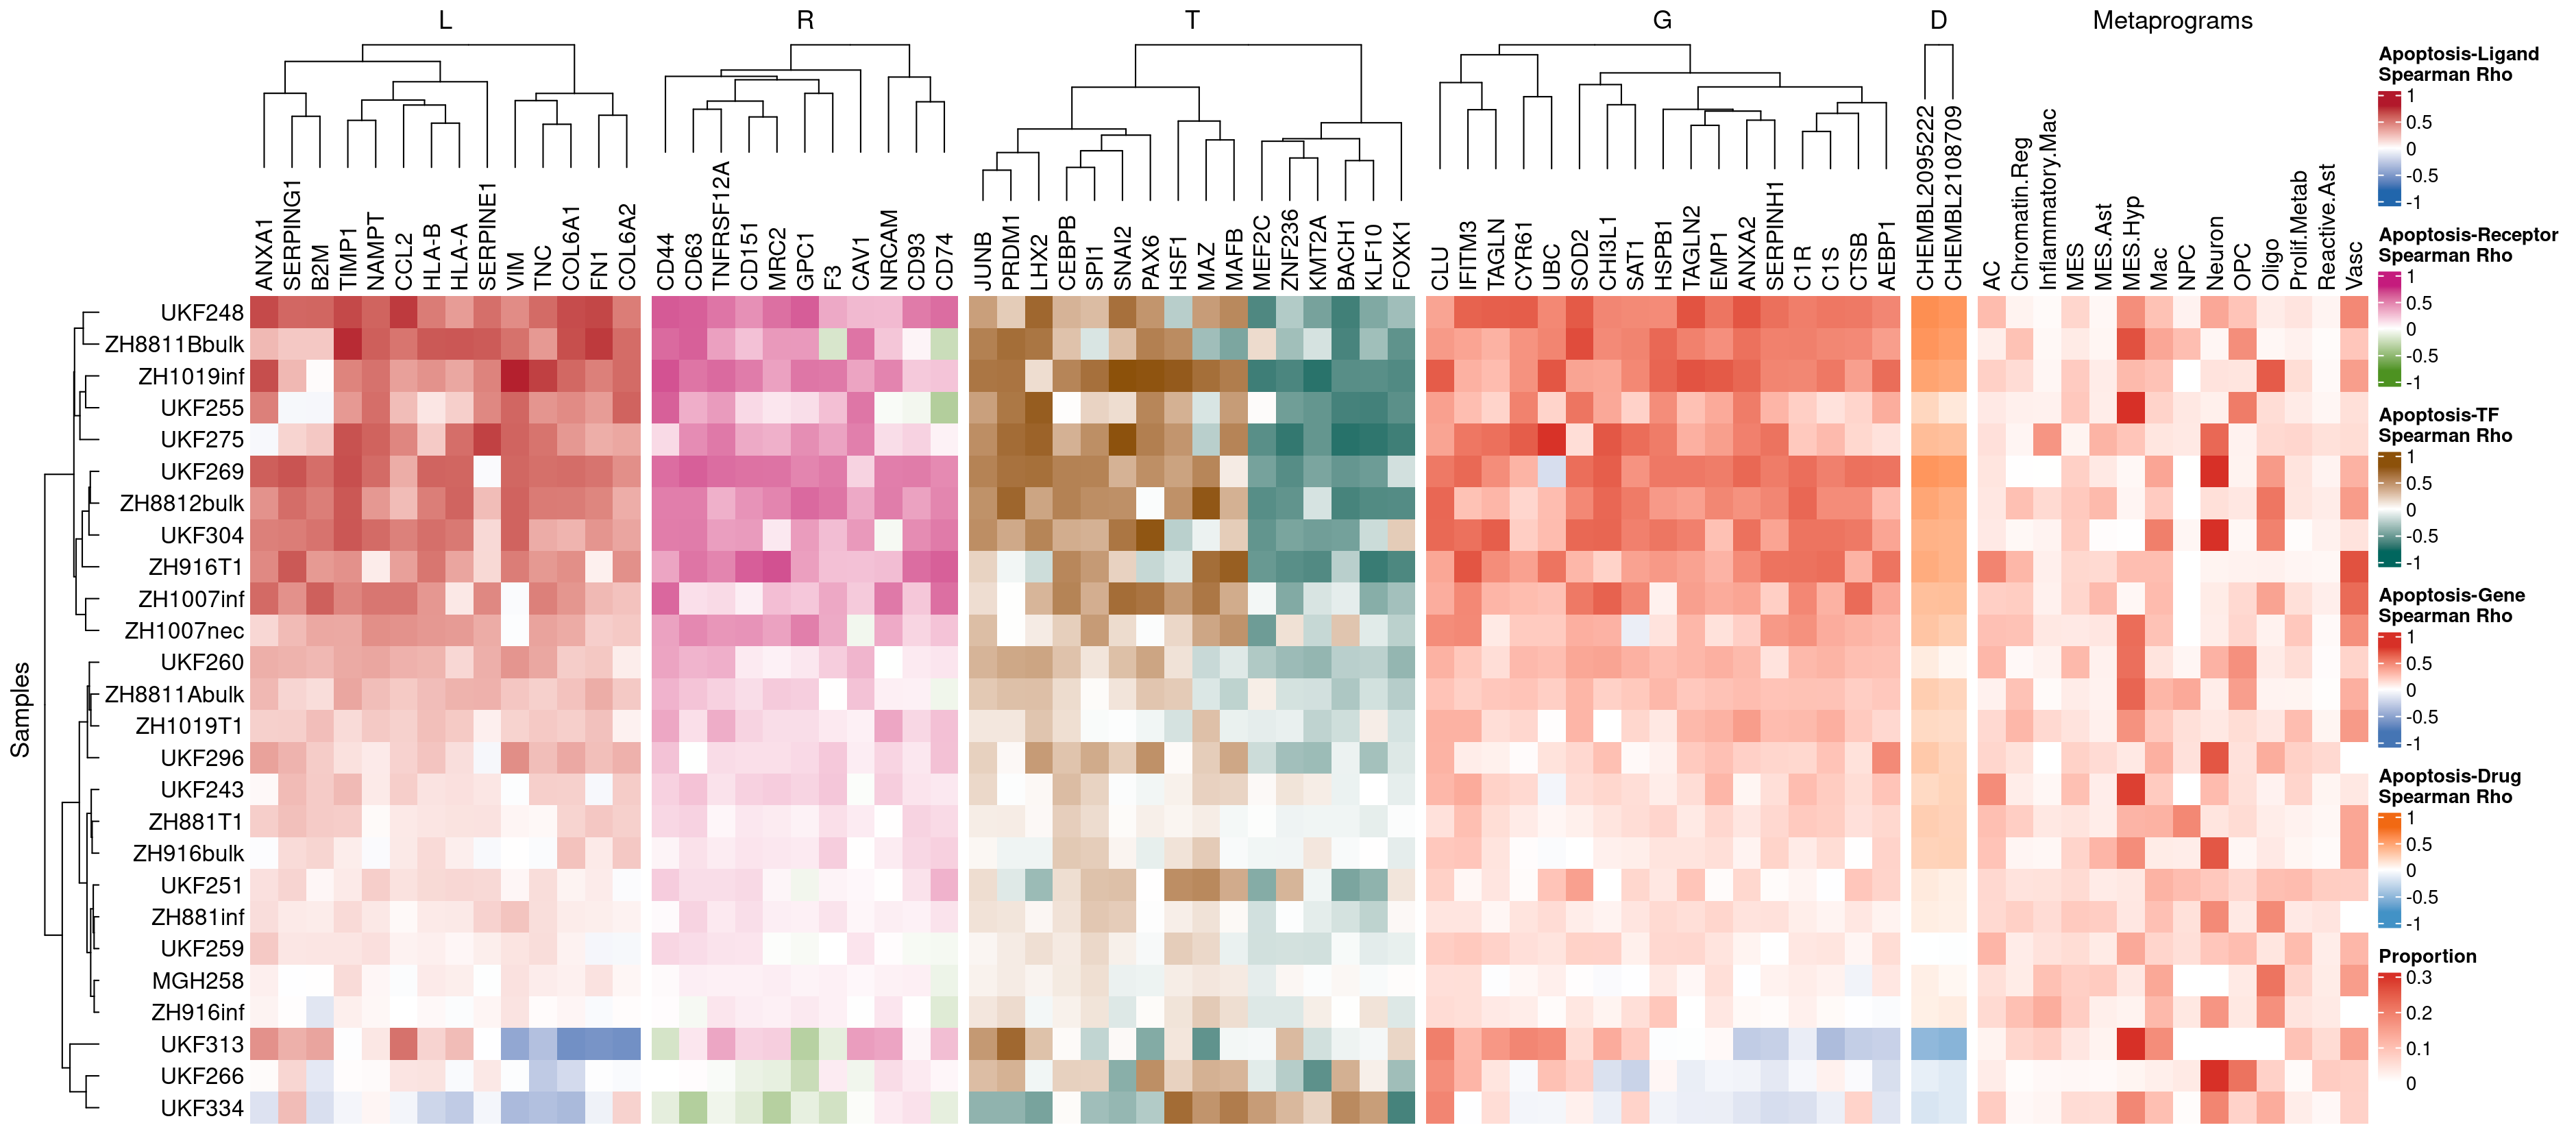 L
R
T
G
D
Metaprograms
ANXA1
SERPING1
B2M
TIMP1
NAMPT
CCL2
HLA-B
HLA-A
SERPINE1
VIM
TNC
COL6A1
FN1
COL6A2
CD44
CD63
TNFRSF12A
CD151
MRC2
GPC1
F3
CAV1
NRCAM
CD93
CD74
JUNB
PRDM1
LHX2
CEBPB
SPI1
SNAI2
PAX6
HSF1
MAZ
MAFB
MEF2C
ZNF236
KMT2A
BACH1
KLF10
FOXK1
CLU
IFITM3
TAGLN
CYR61
UBC
SOD2
CHI3L1
SAT1
HSPB1
TAGLN2
EMP1
ANXA2
SERPINH1
C1R
C1S
CTSB
AEBP1
CHEMBL2095222
CHEMBL2108709
AC
Chromatin.Reg
Inflammatory.Mac
MES
MES.Ast
MES.Hyp
Mac
NPC
Neuron
OPC
Oligo
Prolif.Metab
Reactive.Ast
Vasc
Samples
UKF248
ZH8811Bbulk
ZH1019inf
UKF255
UKF275
UKF269
ZH8812bulk
UKF304
ZH916T1
ZH1007inf
ZH1007nec
UKF260
ZH8811Abulk
ZH1019T1
UKF296
UKF243
ZH881T1
ZH916bulk
UKF251
ZH881inf
UKF259
MGH258
ZH916inf
UKF313
UKF266
UKF334
Apoptosis-Ligand
Spearman Rho
1
0.5
0
-0.5
-1
Apoptosis-Receptor
Spearman Rho
1
0.5
0
-0.5
-1
Apoptosis-TF
Spearman Rho
1
0.5
0
-0.5
-1
Apoptosis-Gene
Spearman Rho
1
0.5
0
-0.5
-1
Apoptosis-Drug
Spearman Rho
1
0.5
0
-0.5
-1
Proportion
0.3
0.2
0.1
0